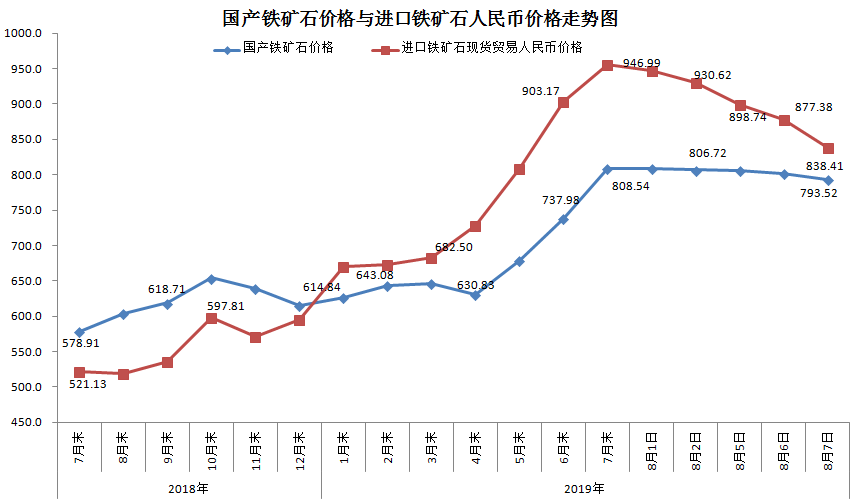 国产铁矿石价格与进口铁矿石人民币价格走势图
国产铁矿石价格
进口铁矿石现货贸易人民币价格
1000.0
950.0
900.0
850.0
800.0
750.0
700.0
650.0
600.0
550.0
500.0
450.0
946.99
930.62
903.17
898.74
877.38
838.41
806.72
808.54
793.52
737.98
682.50
643.08
630.83
618.71
614.84
597.81
578.91
521.13
7月末
8月末
9月末
10月末
11月末
12月末
1月末
2月末
3月末
4月末
5月末
6月末
7月末
8月1日
8月2日
8月5日
8月6日
8月7日
2018年
2019年